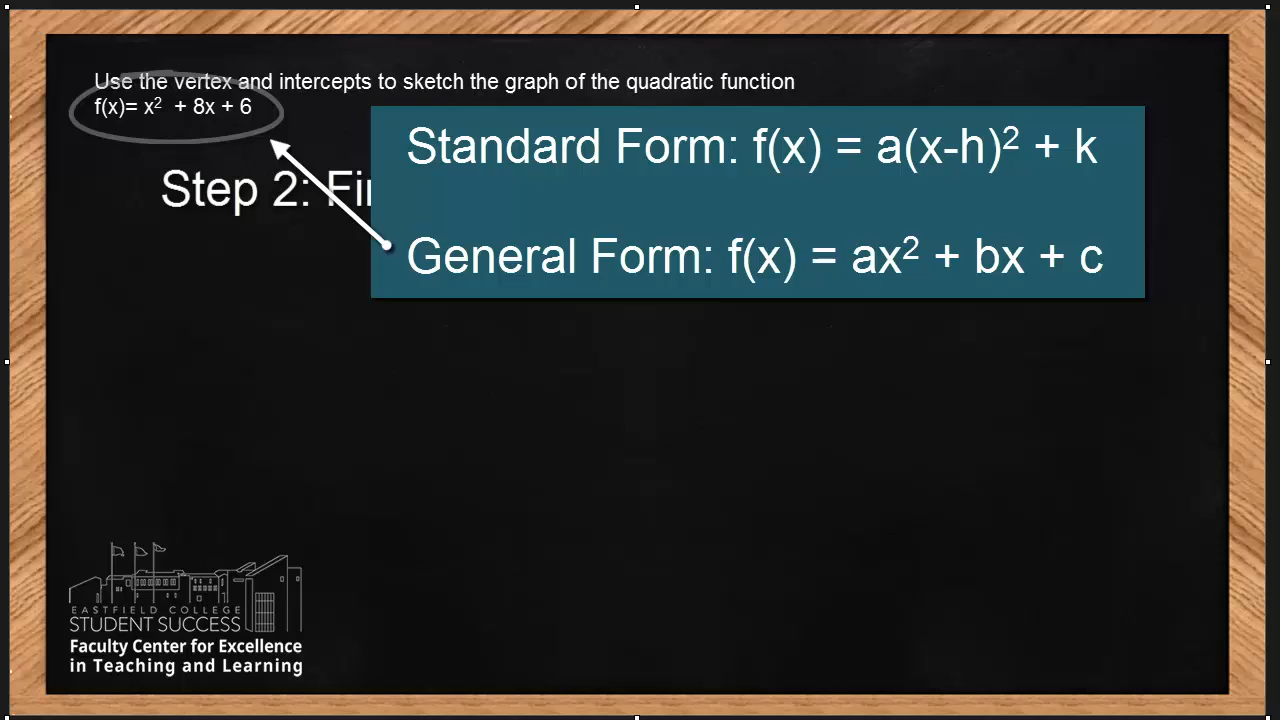 Use the vertex and intercepts to sketch the graph of the quadratic function
f(x)= x² + 8x + 6
Standard Form: f(x) = a(x-h)² + k
Step 2:
General Form: f(x) = ax² + bx + c
EASTFIELD COLLEGE
STUDENT SUCCESS
Faculty Center for Excellence
in Teaching and Learning